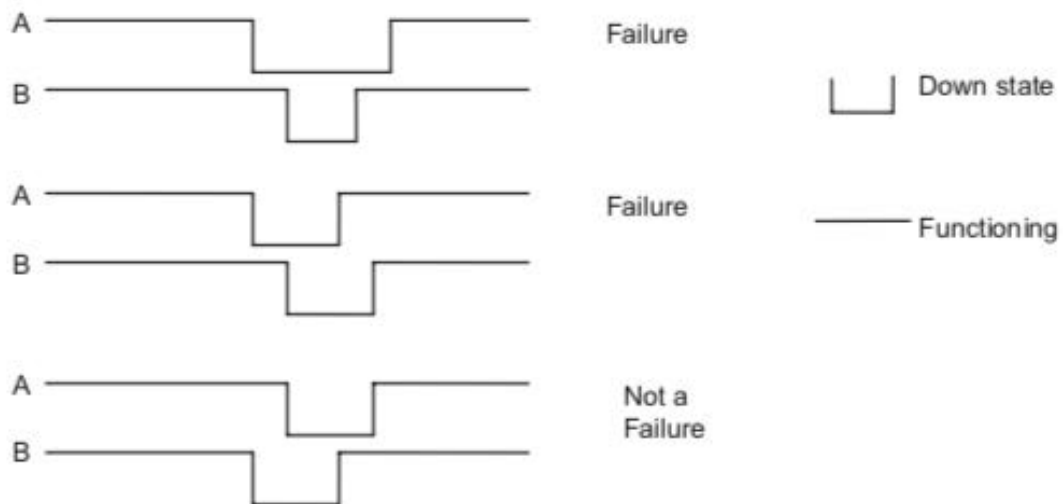 A
Failure
Down state
B
A
Failure
Functioning
B
A
Not a
Failure
B